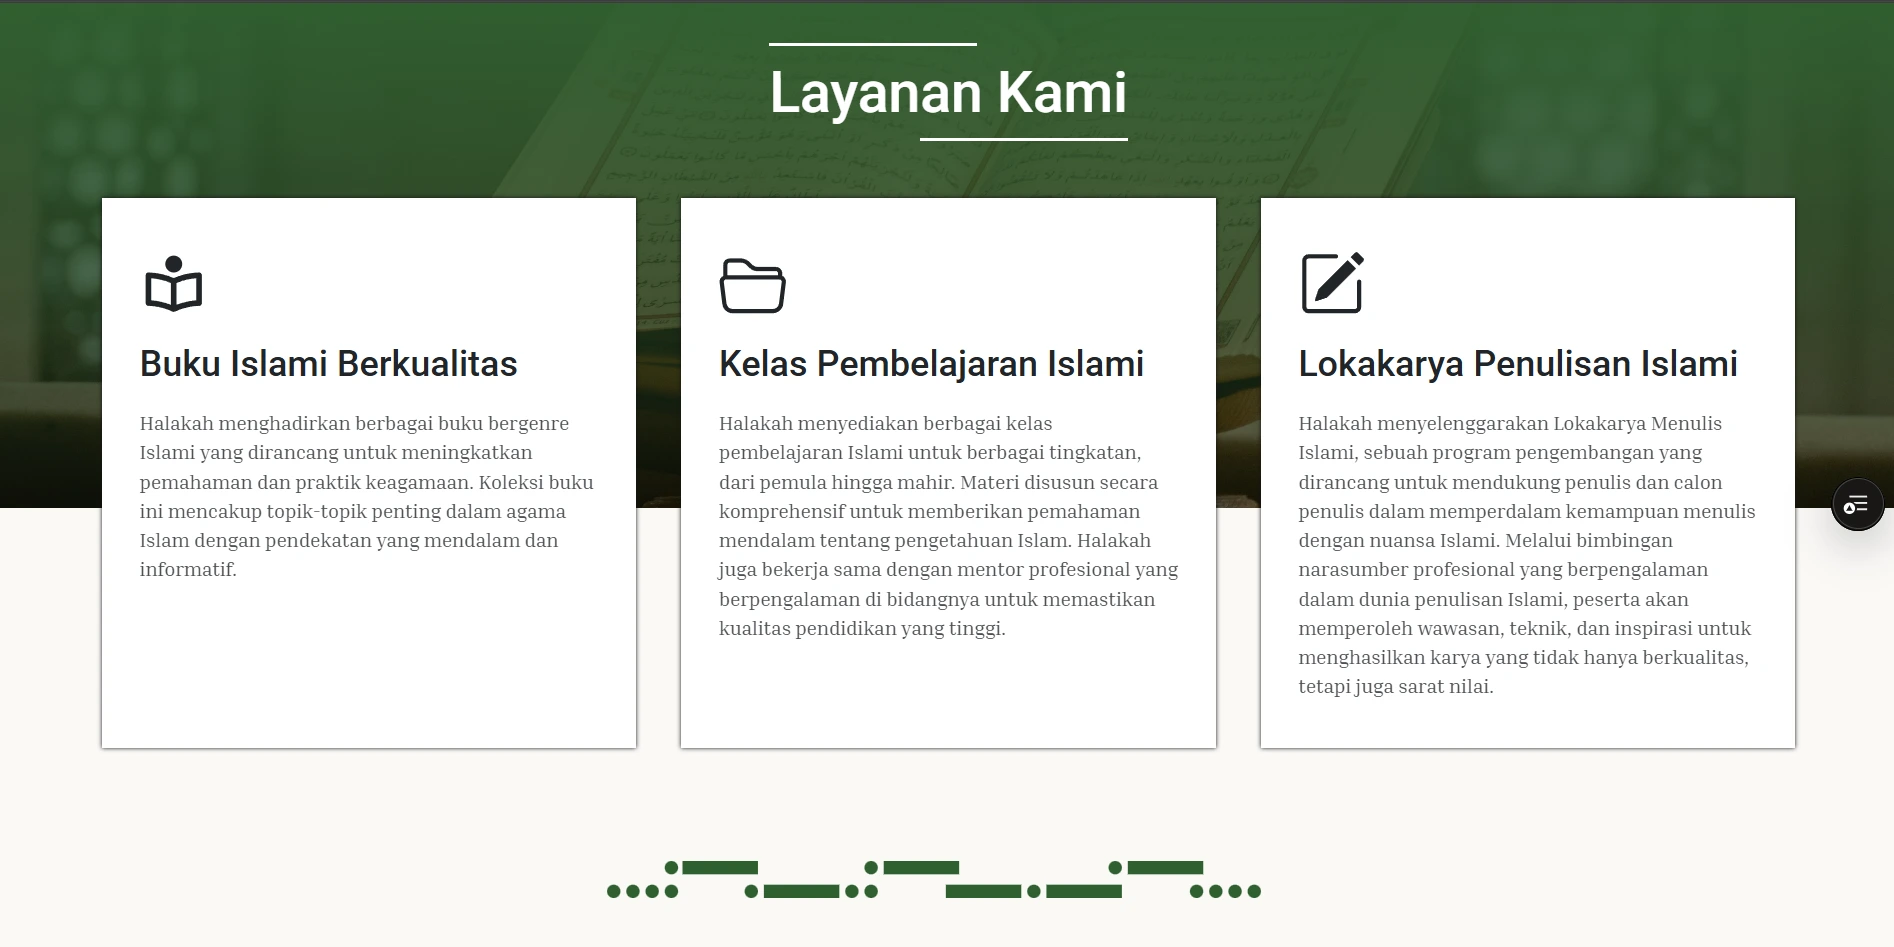 Layanan Kami
Buku Islami Berkualitas
Halakah menghadirkan berbagai buku bergenre
Islami yang dirancang untuk meningkatkan
pemahaman dan praktik keagamaan. Koleksi buku
ini mencakup topik-topik penting dalam agama
Islam dengan pendekatan yang mendalam dan
informatif.
Kelas Pembelajaran Islami
Halakah menyediakan berbagai kelas
pembelajaran Islami untuk berbagai tingkatan,
dari pemula hingga mahir. Materi disusun secara
komprehensif untuk memberikan pemahaman
mendalam tentang pengetahuan Islam. Halakah
juga bekerja sama dengan mentor profesional yang
berpengalaman di bidangnya untuk memastikan
kualitas pendidikan yang tinggi.
Lokakarya Penulisan Islami
Halakah menyelenggarakan Lokakarya Menulis
Islami, sebuah program pengembangan yang
dirancang untuk mendukung penulis dan calon
penulis dalam memperdalam kemampuan menulis
dengan nuansa Islami. Melalui bimbingan
narasumber profesional yang berpengalaman
dalam dunia penulisan Islami, peserta akan
memperoleh wawasan, teknik, dan inspirasi untuk
menghasilkan karya yang tidak hanya berkualitas,
tetapi juga sarat nilai.